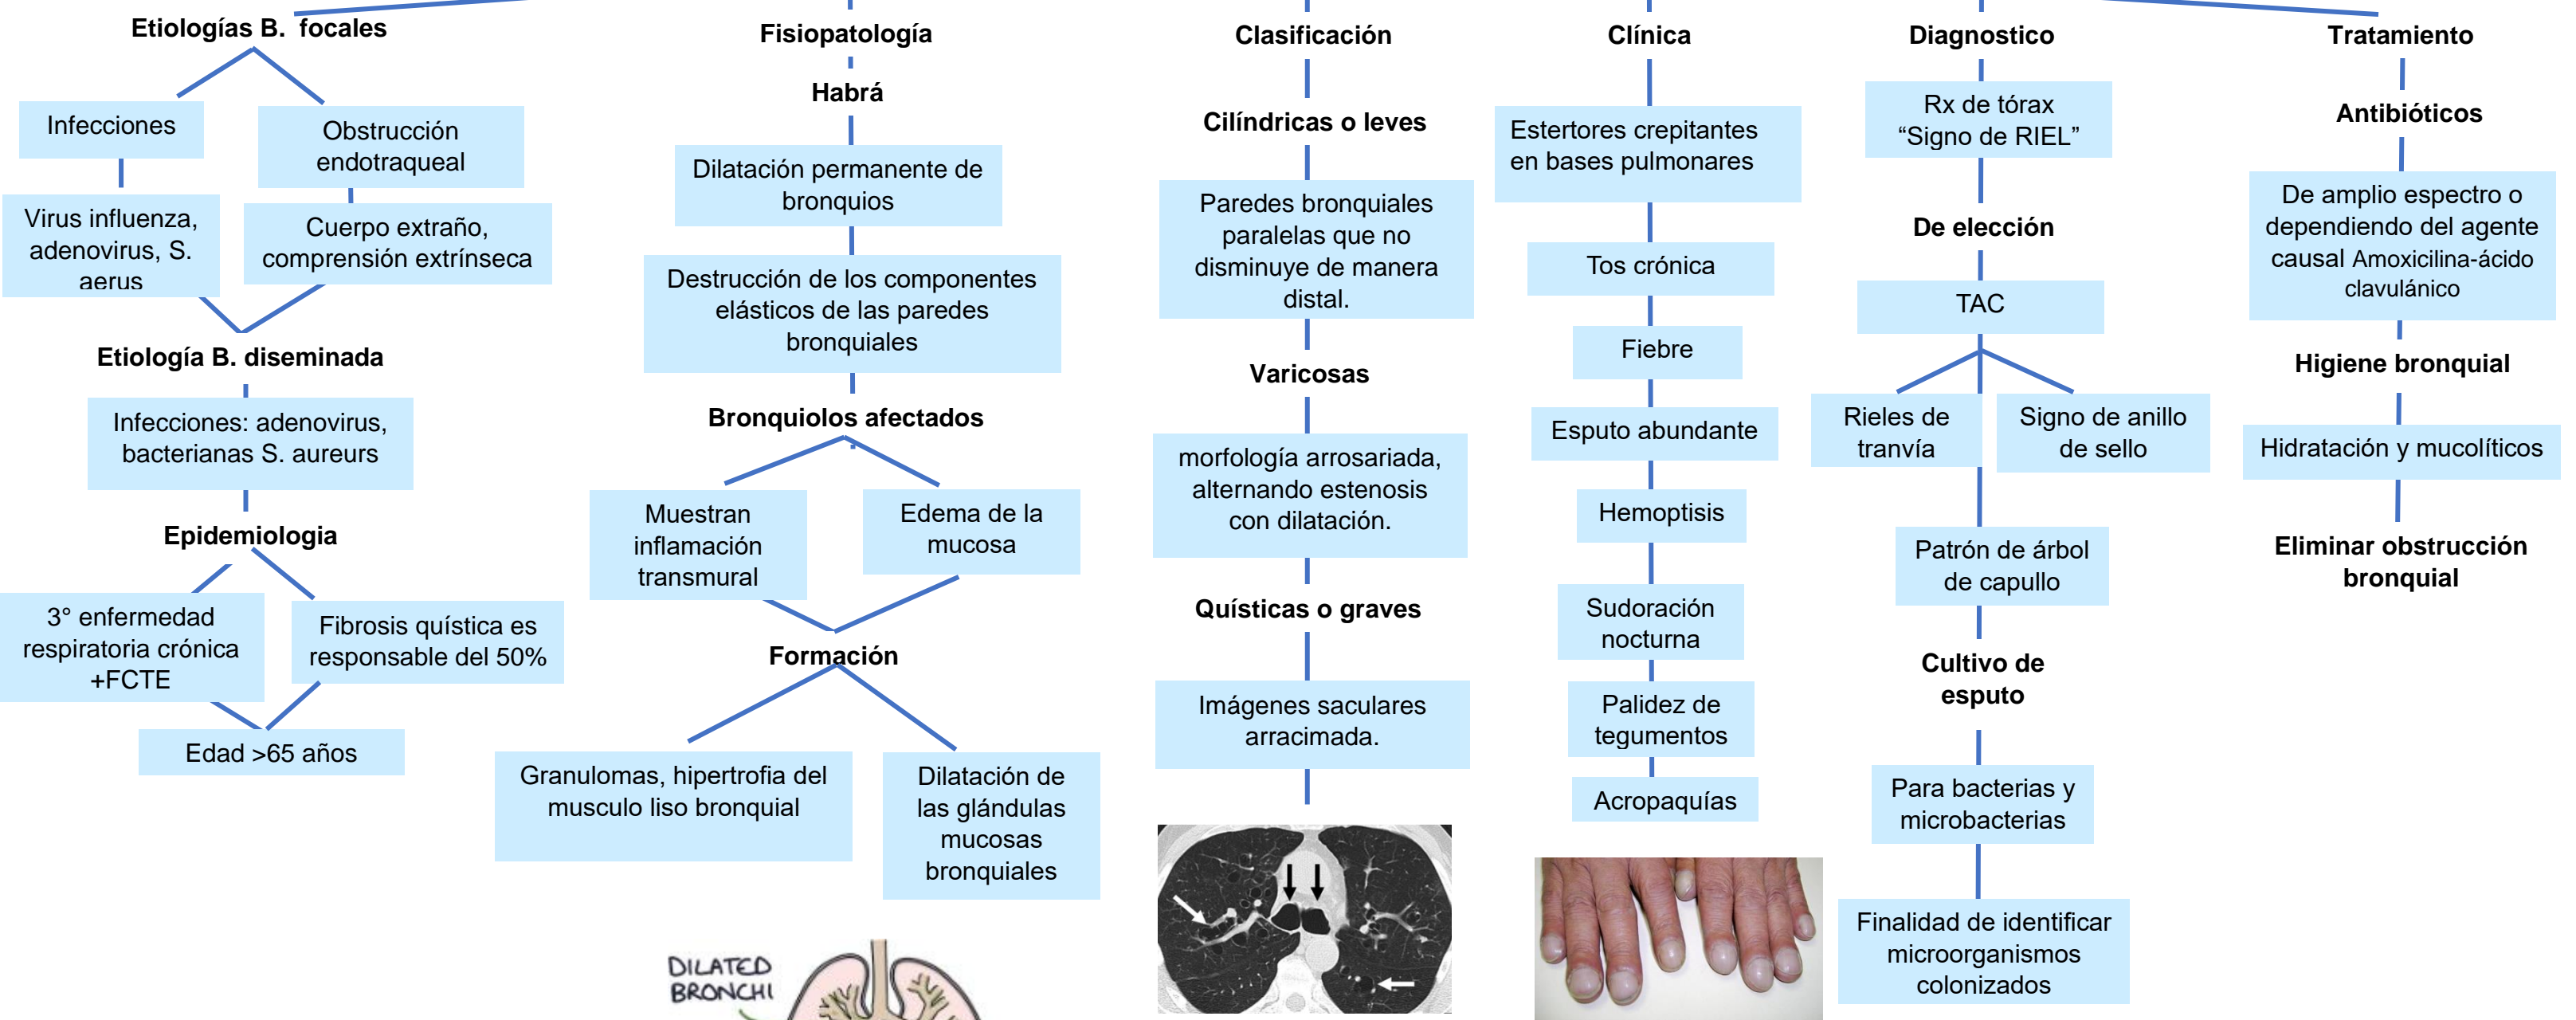 Etiologías B.  focales
Infecciones
Obstrucción
endotraqueal
Virus influenza,
adenovirus, S.
aerus
Cuerpo extraño,
comprensión extrínseca
Etiología B. diseminada
Infecciones: adenovirus,
bacterianas S. aureurs
Epidemiologia
3° enfermedad
respiratoria crónica
+FCTE
Fibrosis quística es
responsable del 50%
Edad >65 años
Fisiopatología
Habrá
Dilatación permanente de
bronquios
Destrucción de los componentes
elásticos de las paredes
bronquiales
Bronquiolos afectados
Muestran
inflamación
transmural
Edema de la
mucosa
Formación
Granulomas, hipertrofia del
musculo liso bronquial
Dilatación de
las glándulas
mucosas
bronquiales
DILATED
BRONCHI
Clasificación
Cilíndricas o leves
Paredes bronquiales
paralelas que no
disminuye de manera
distal.
Varicosas
morfología arrosariada,
alternando estenosis
con dilatación.
Quísticas o graves
Imágenes saculares
arracimada.
Clínica
Estertores crepitantes
en bases pulmonares
Tos crónica
Fiebre
Esputo abundante
Hemoptisis
Sudoración
nocturna
Palidez de
tegumentos
Acropaquías
Diagnostico
Rx de tórax
“Signo de RIEL”
De elección
TAC
Rieles de
tranvía
Signo de anillo
de sello
Patrón de árbol
de capullo
Cultivo de
esputo
Para bacterias y
microbacterias
Finalidad de identificar
microorganismos
colonizados
Tratamiento
Antibióticos
De amplio espectro o
dependiendo del agente
causal Amoxicilina-ácido
clavulánico
Higiene bronquial
Hidratación y mucolíticos
Eliminar obstrucción
bronquial